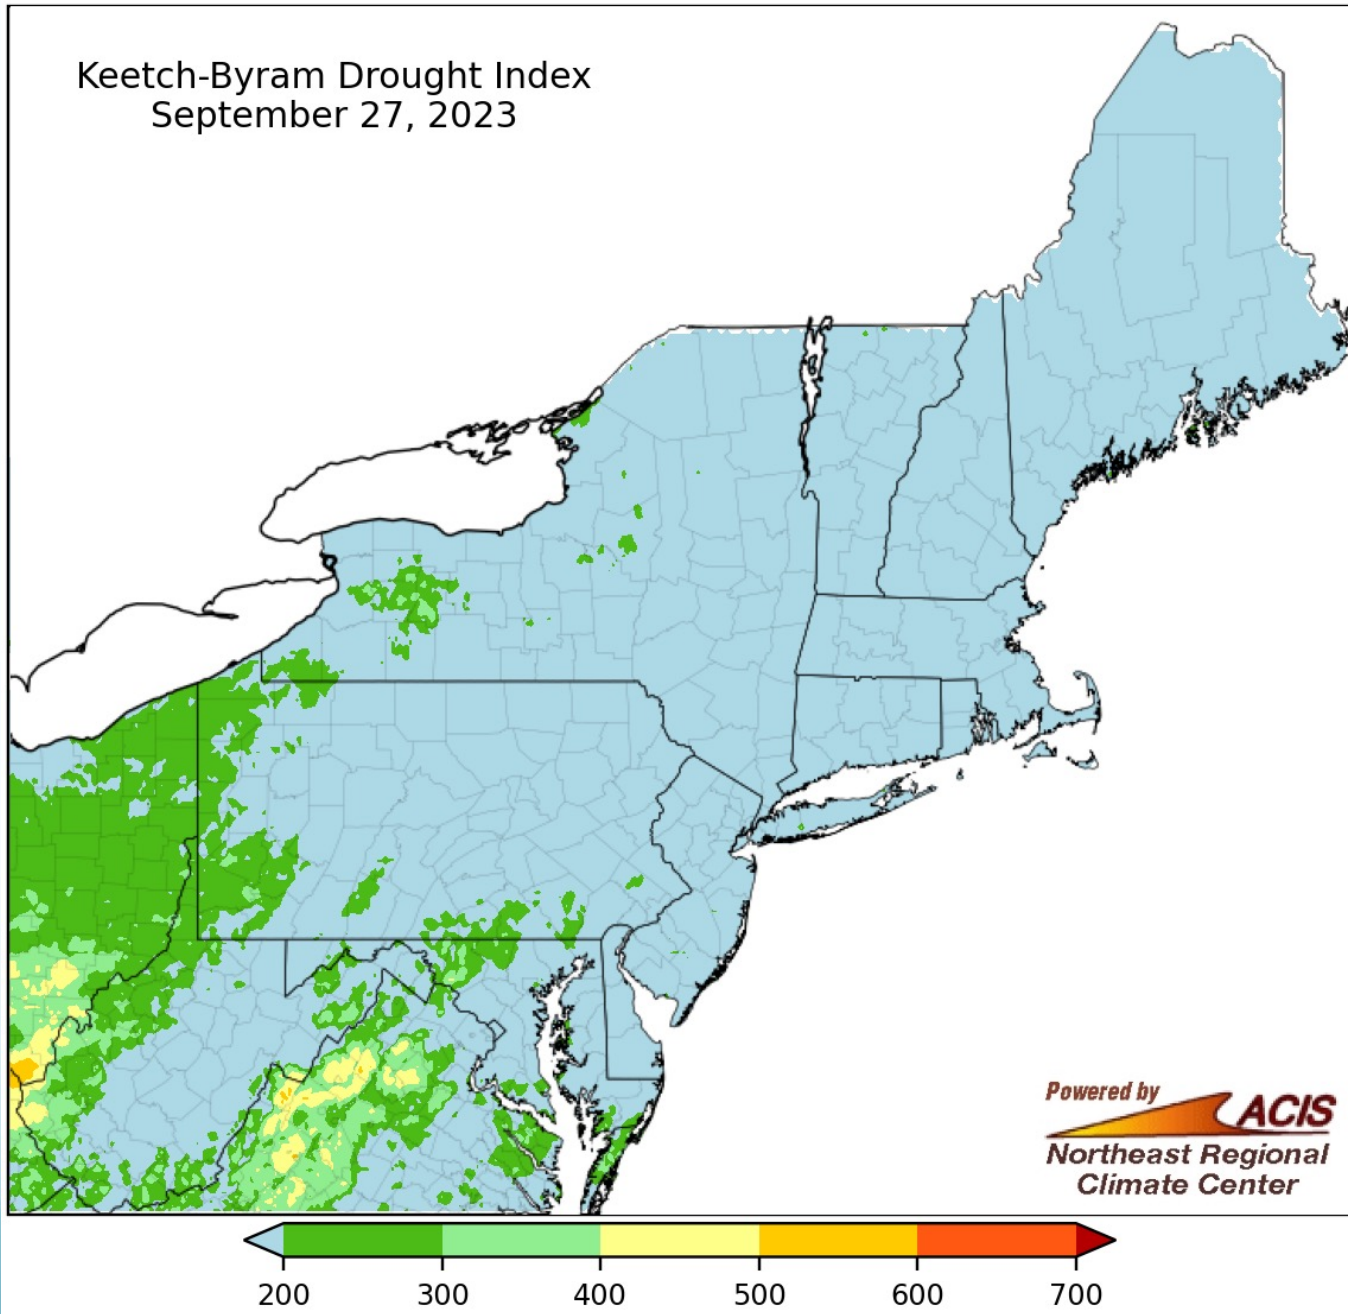 Keetch-Byram Drought Index
September 27, 2023
Powered by
ACIS
Northeast Regional
Climate Center
200 300 400 500 600 700